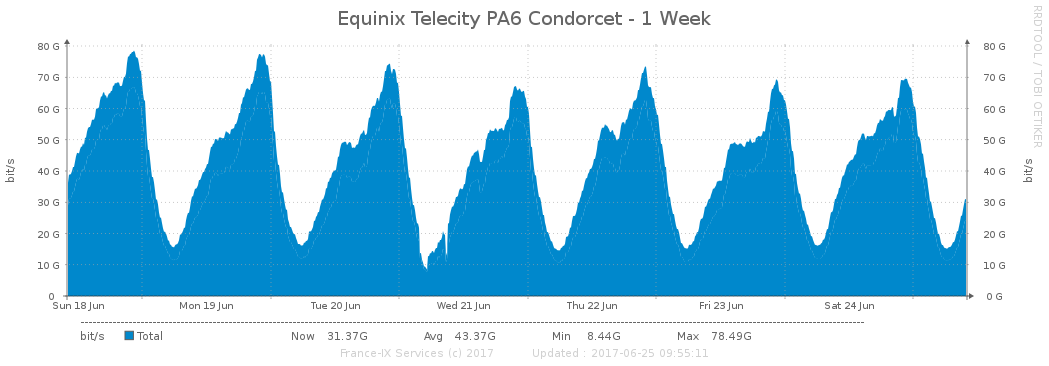 Equinix Telecity PA6 Condorcet - 1 Week
RRDTOOL / TOBI OETIKER
bit/s
80 G
70 G
60 G
50 G
40 G
30 G
20 G
10 G
0
80 G
70 G
60 G
50 G
40 G
30 G
20 G
10 G
0 G
bit/s
Sun 18 Jun Mon 19 Jun Tue 20 Jun Wed 21 Jun Thu 22 Jun Fri 23 Jun Sat 24 Jun
bit/s Total Now 31.37G Avg 43.37G Min 8.44G Max 78.49G
France-IX Services (c) 2017 Updated : 2017-06-25 09:55:11